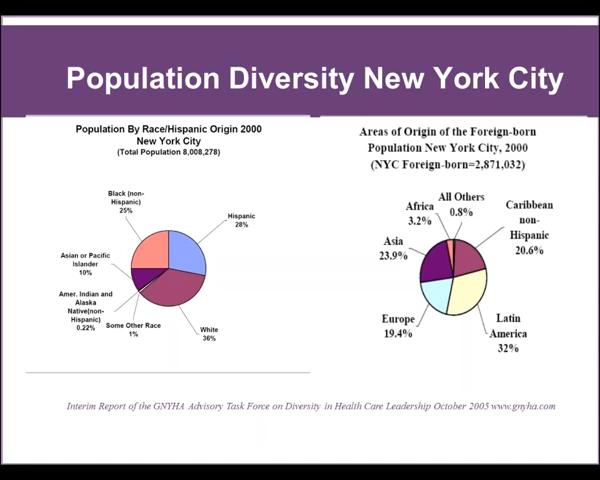 Population Diversity New York City
Population By Race/Hispanic Origin 2000
New York City
(Total Population 8,008,278)
Black (non-
Hispanic)
25%
Hispanic
28%
Asian or Pacific
Islander
10%
Amer. Indian and
Alaska
Native(non-
Hispanic)
0.22%
Some Other Race
1%
White
36%
Areas of Origin of the Foreign-born
Population New York City, 2000
(NYC Foreign-born=2,871,032)
All Others
0.8%
Africa
3.2%
Caribbean
non-
Hispanic
20.6%
Asia
23.9%
Europe
19.4%
Latin
America
32%
Interim Report of the GNYHA Advisory Task Force on Diversity in Health Care Leadership October 2005 www.gnyha.com